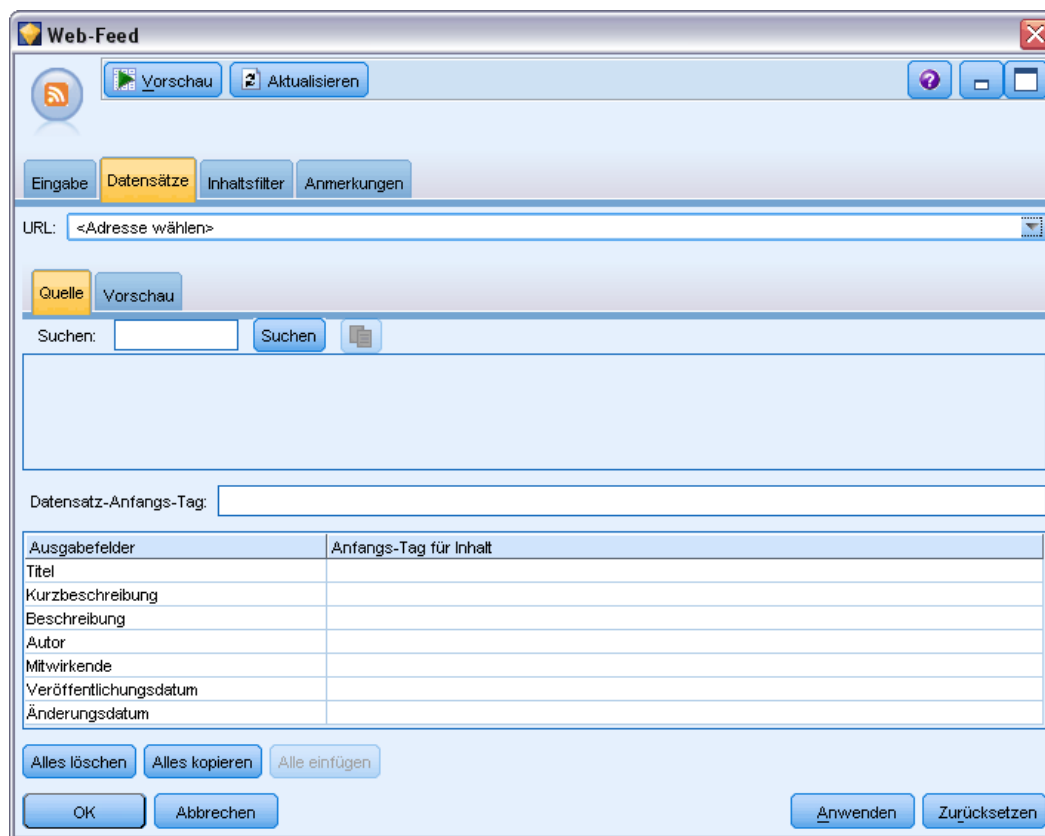 Web-Feed
Vorschau Aktualisieren
Eingabe Datensätze Inhaltsfilter Anmerkungen
URL: <Adresse wählen>
Quelle Vorschau
Suchen: Suchen
Datensatz-Anfangs-Tag:
Ausgabefelder Anfangs-Tag für Inhalt
Titel
Kurzbeschreibung
Beschreibung
Autor
Mitwirkende
Veröffentlichungsdatum
Änderungsdatum
Alles löschen Alles kopieren Alle einfügen
OK Abbrechen Anwenden Zurücksetzen